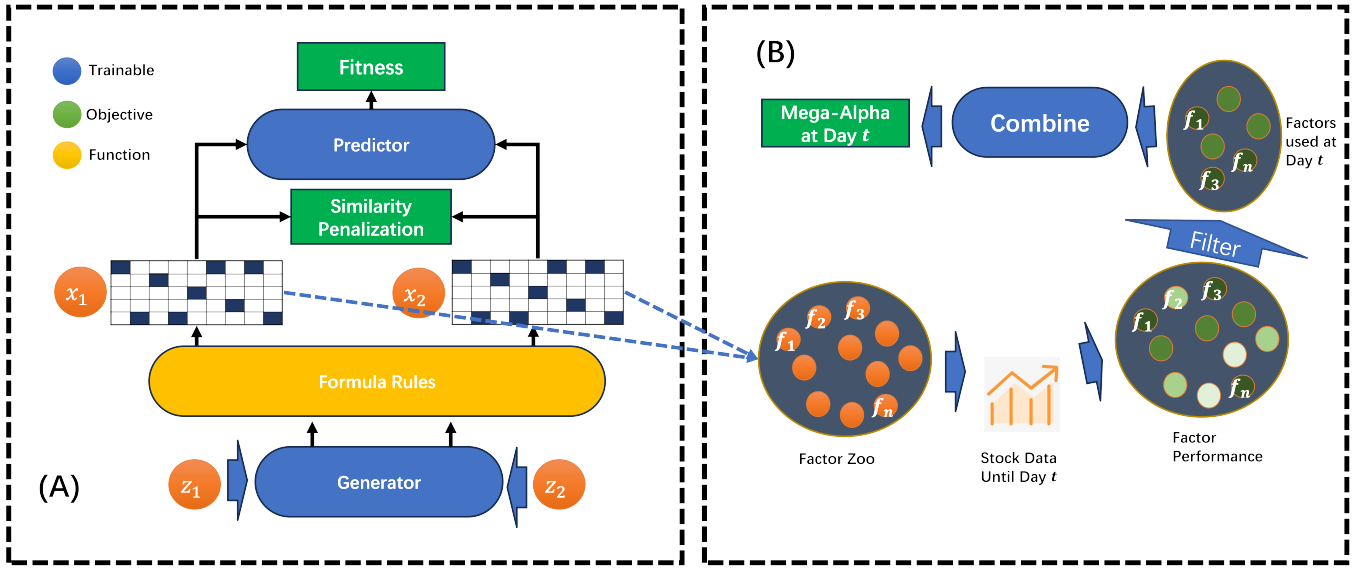 Trainable
Objective
Function
Fitness
Predictor
Similarity
Penalization
x1
x2
Formula Rules
(A)
z1
Generator
z2
(B)
Mega-Alpha
at Day t
Combine
f1
fn
f3
Factors
used at
Day t
Filter
f1
f2
f3
fn
Factor Zoo
Stock Data
Until Day t
f1
f2
f3
fn
Factor
Performance